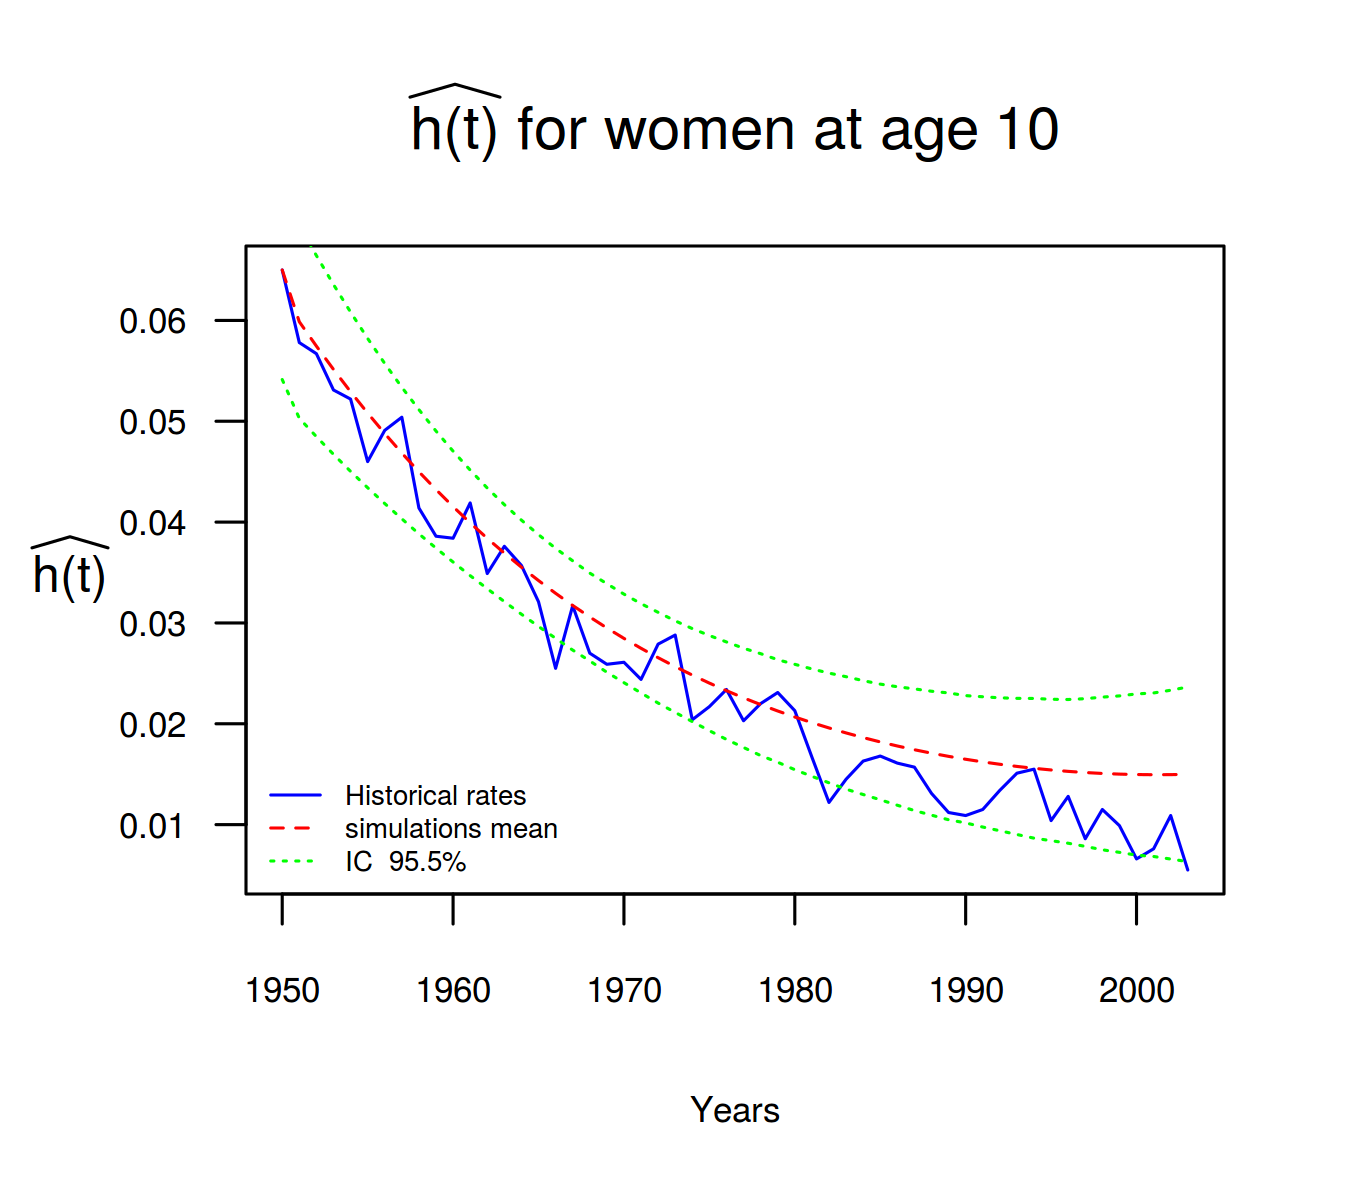 h(t) for women at age 10
0.06
0.05
0.04
0.03
0.02
0.01
h(t)
Historical rates
simulations mean
IC 95.5%
1950 1960 1970 1980 1990 2000
Years